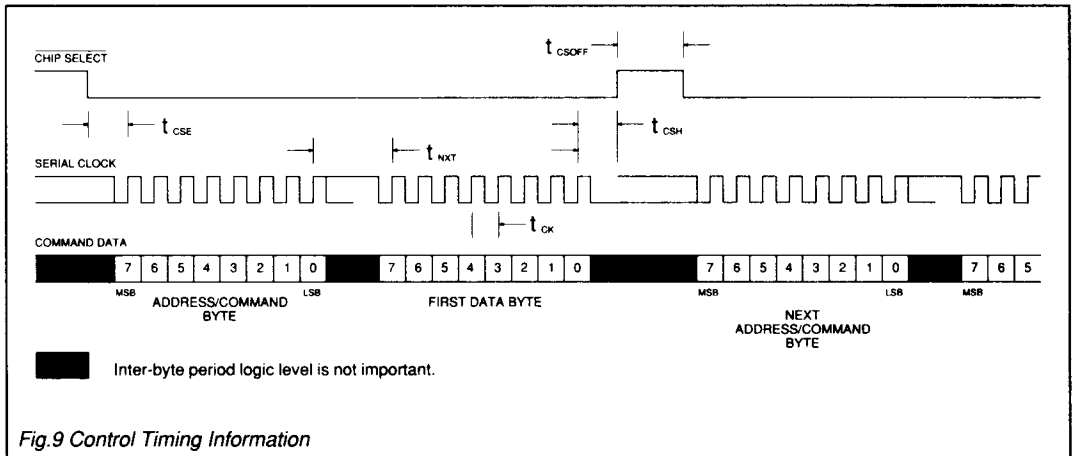 t CSOFF
CHIP SELECT
t CSE
t CSH
t NXT
SERIAL CLOCK
t CK
COMMAND DATA
7 6 5 4 3 2 1 0 7 6 5 4 3 2 1 0 7 6 5 4 3 2 1 0 7 6 5
MSB LSB MSB LSB MSB
ADDRESS/COMMAND
BYTE
FIRST DATA BYTE
NEXT
ADDRESS/COMMAND
BYTE
Inter-byte period logic level is not important.
Fig.9 Control Timing Information